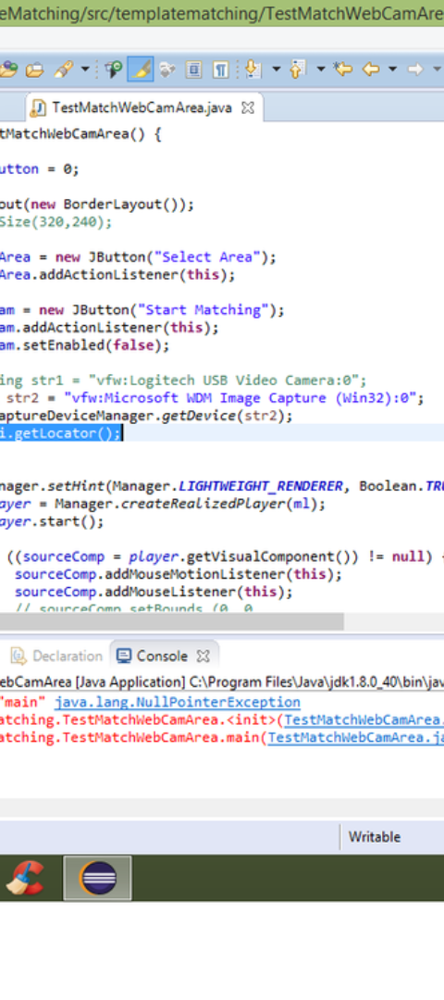 eMatching/src/templatematching/TestMatchWebCamAre
TestMatchWebCamArea.java
tMatchWebCamArea() {
utton = 0;
out(new BorderLayout());
Size(320,240);
Area = new JButton("Select Area");
Area.addActionListener(this);
am = new JButton("Start Matching");
am.addActionListener(this);
am.setEnabled(false);
ing str1 = "vfw:Logitech USB Video Camera:0";
str2 = "vfw:Microsoft WDM Image Capture (Win32):0";
aptureDeviceManager.getDevice(str2);
i.getLocator();
nager.setHint(Manager.LIGHTWEIGHT_RENDERER, Boolean.TRU
ayer = Manager.createRealizedPlayer(ml);
ayer.start();
((sourceComp = player.getVisualComponent()) != null) {
sourceComp.addMouseMotionListener(this);
sourceComp.addMouseListener(this);
// sourceComp.setBounds (0, 0
Declaration Console
ebCamArea [Java Application] C:\Program Files\Java\jdk1.8.0_40\bin\jav
"main" java.lang.NullPointerException
atching.TestMatchWebCamArea.<init>(TestMatchWebCamArea.
atching.TestMatchWebCamArea.main(TestMatchWebCamArea.ja
Writable